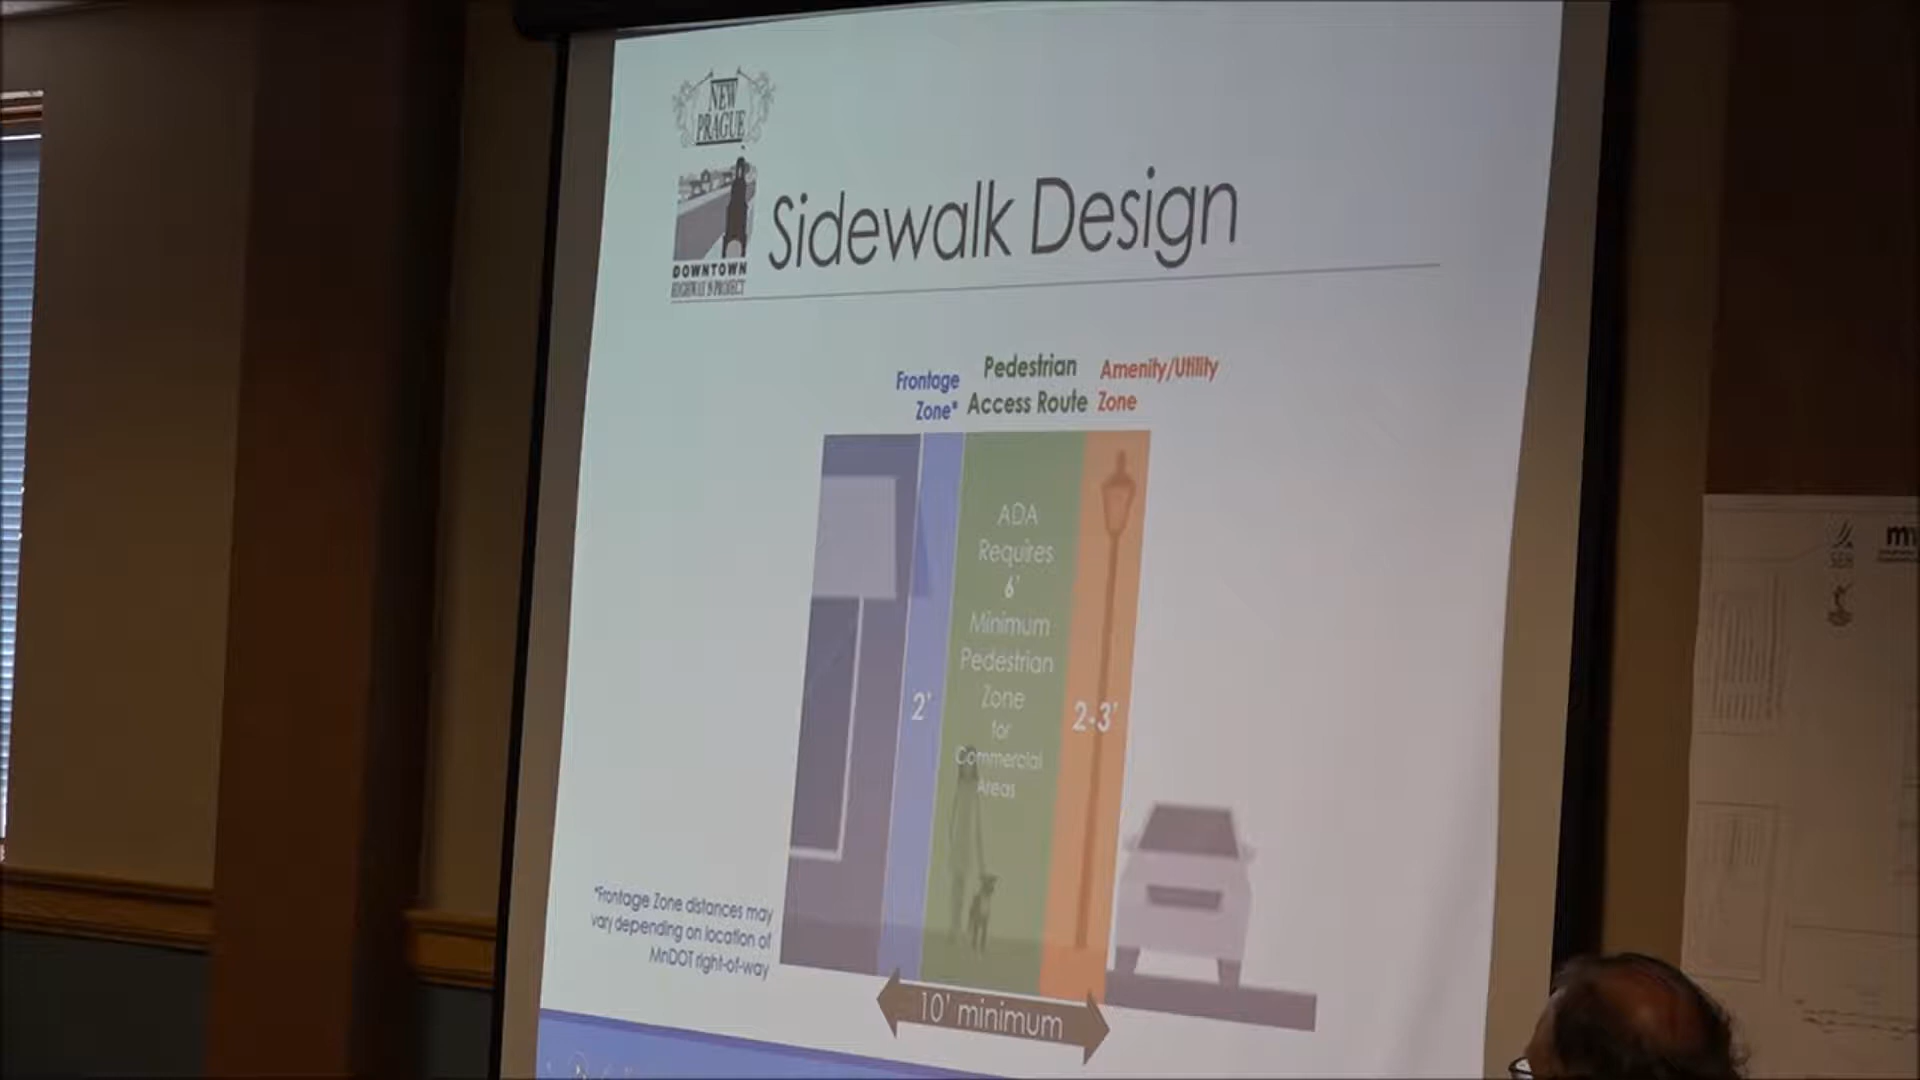 NEW
PRAGUE
DOWNTOWN
HIGHWAY 19 PROJECT
Sidewalk Design
Frontage
Zone*
Pedestrian
Access Route
Amenity/Utility
Zone
ADA
Requires
6'
Minimum
Pedestrian
Zone
for
Commercial
Areas
2'
2-3'
*Frontage Zone distances may
vary depending on location of
MnDOT right-of-way
10' minimum
SEH
m